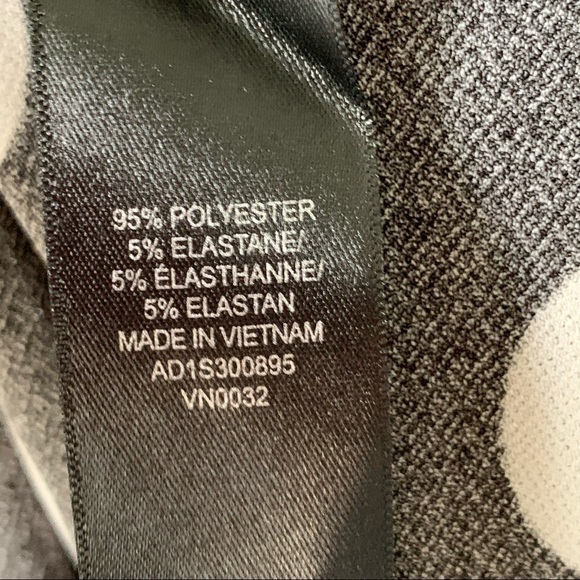 95% POLYESTER
5% ELASTANE/
5% ÉLASTHANNE/
5% ELASTAN
MADE IN VIETNAM
AD1S300895
VN0032